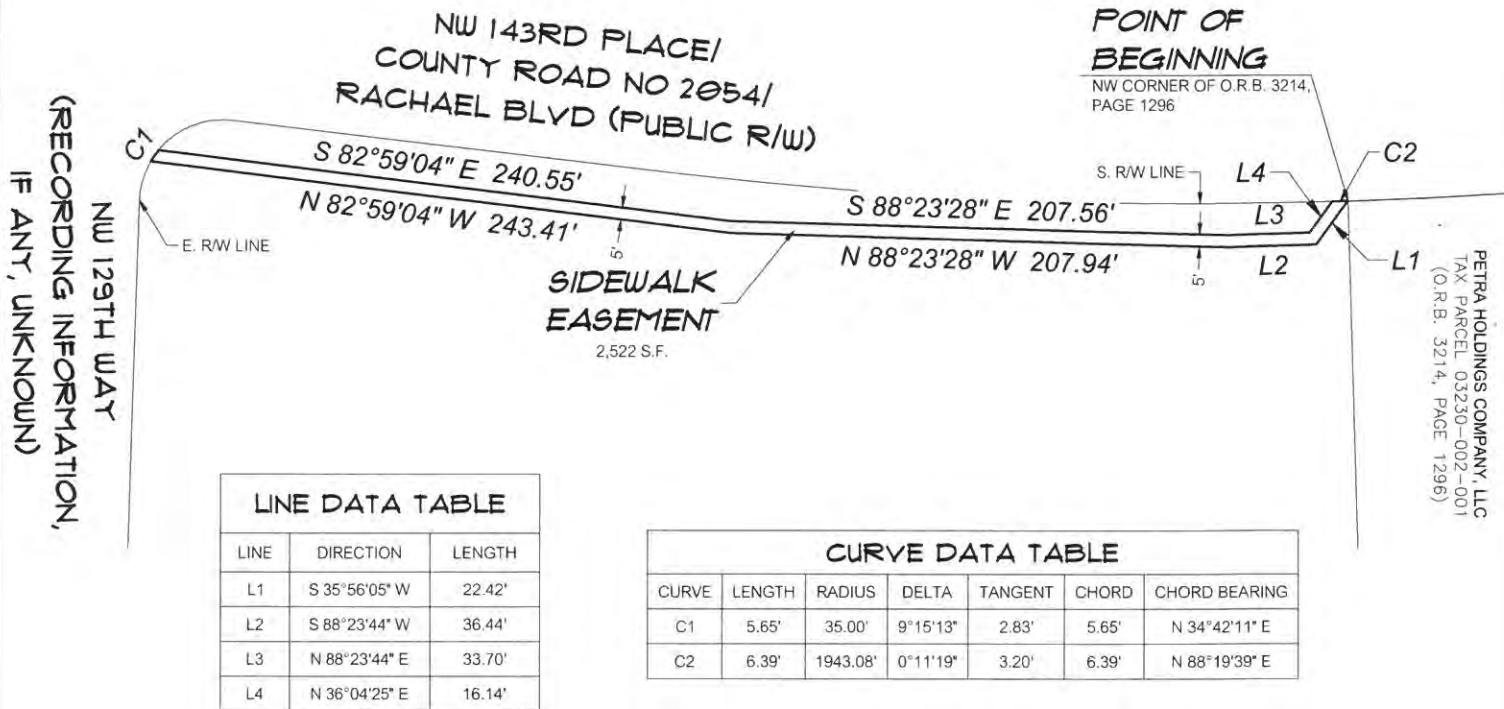 NW 143RD PLACE/
COUNTY ROAD NO 2054/
RACHAEL BLVD (PUBLIC R/W)
POINT OF
BEGINNING
NW CORNER OF O.R.B. 3214,
PAGE 1296
C1
S 82°59'04" E 240.55'
N 82°59'04" W 243.41'
5'
E. R/W LINE
S. R/W LINE
S 88°23'28" E 207.56'
N 88°23'28" W 207.94'
5'
L4
L3
L2
L1
C2
SIDEWALK
EASEMENT
2,522 S.F.
NW 129TH WAY
(RECORDING INFORMATION,
IF ANY, UNKNOWN)
PETRA HOLDINGS COMPANY, LLC
TAX PARCEL 03230-002-001
(O.R.B. 3214, PAGE 1296)
LINE DATA TABLE
LINE DIRECTION LENGTH
L1 S 35°56'05" W 22.42'
L2 S 88°23'44" W 36.44'
L3 N 88°23'44" E 33.70'
L4 N 36°04'25" E 16.14'
CURVE DATA TABLE
CURVE LENGTH RADIUS DELTA TANGENT CHORD CHORD BEARING
C1 5.65' 35.00' 9°15'13" 2.83' 5.65' N 34°42'11" E
C2 6.39' 1943.08' 0°11'19" 3.20' 6.39' N 88°19'39" E